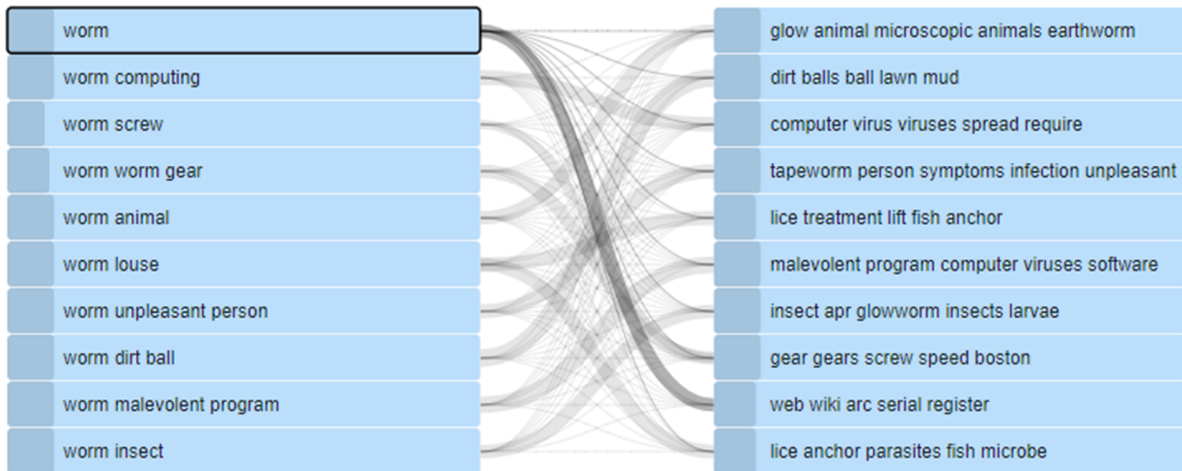 worm
worm computing
worm screw
worm worm gear
worm animal
worm louse
worm unpleasant person
worm dirt ball
worm malevolent program
worm insect
glow animal microscopic animals earthworm
dirt balls ball lawn mud
computer virus viruses spread require
tapeworm person symptoms infection unpleasant
lice treatment lift fish anchor
malevolent program computer viruses software
insect apr glowworm insects larvae
gear gears screw speed boston
web wiki arc serial register
lice anchor parasites fish microbe